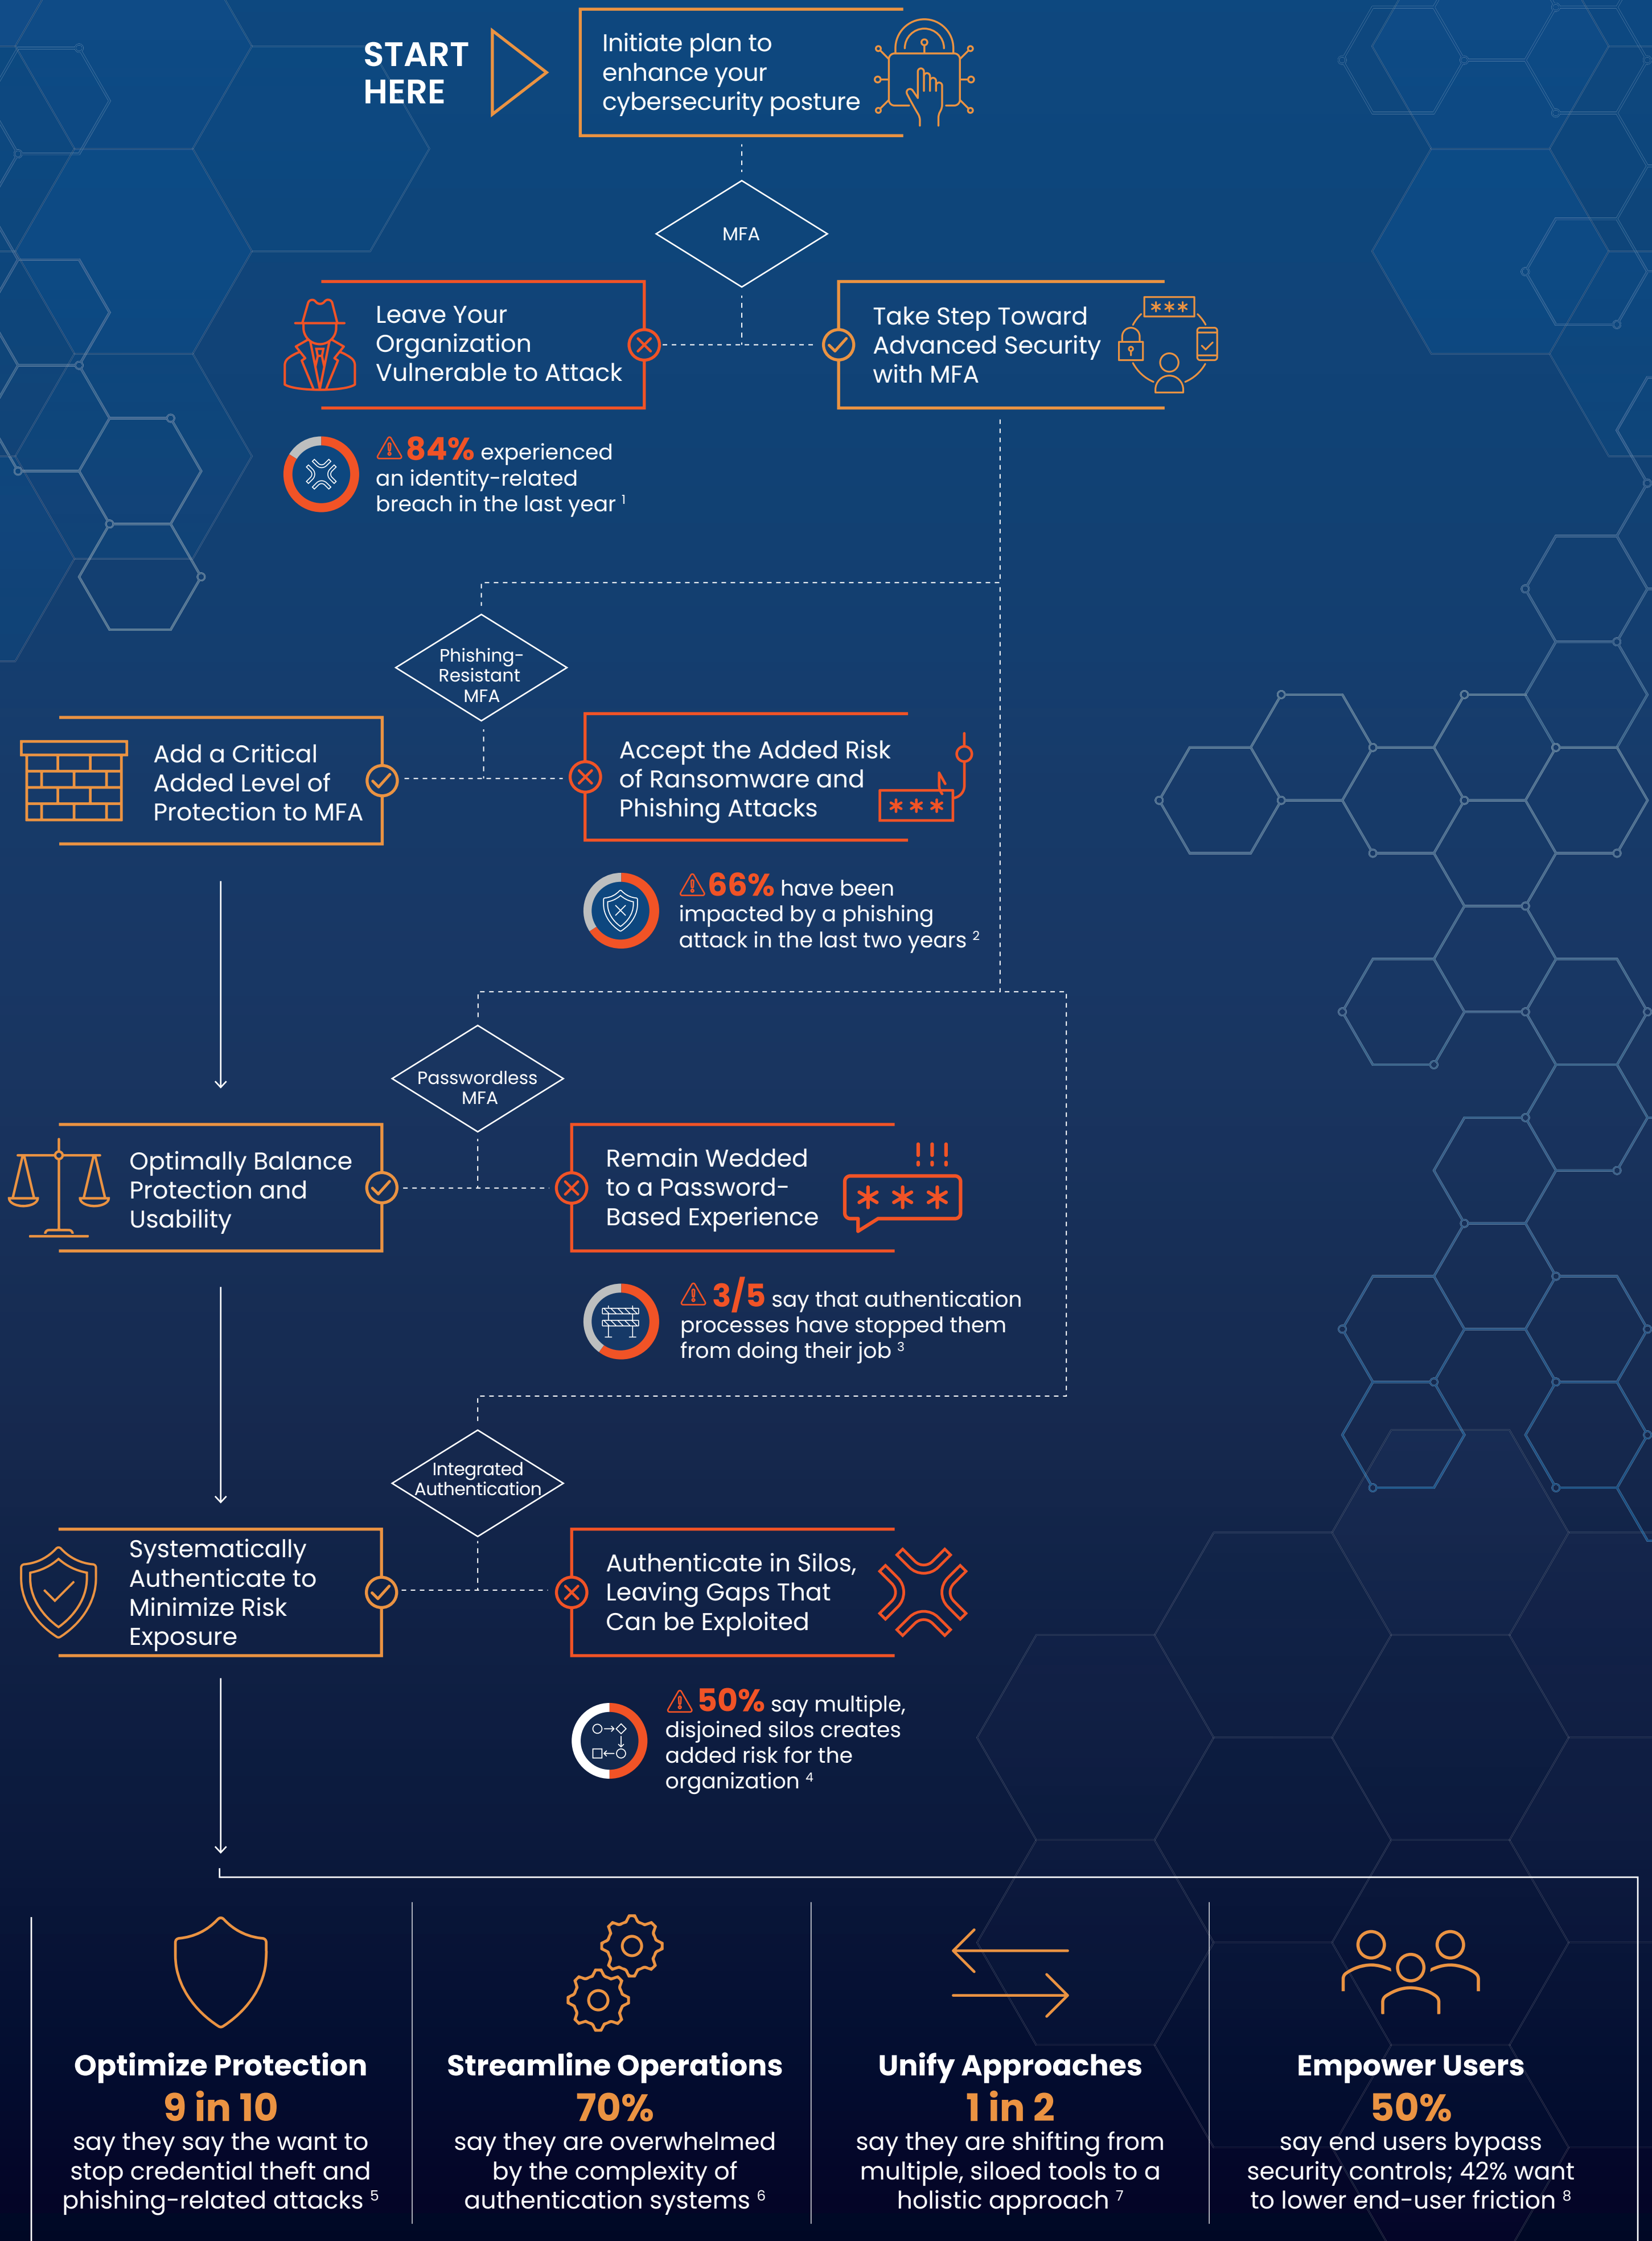 START
HERE
Initiate plan to
enhance your
cybersecurity posture
MFA
Leave Your
Organization
Vulnerable to Attack
Take Step Toward
Advanced Security
with MFA
***
84% experienced
an identity-related
breach in the last year 1
Phishing-
Resistant
MFA
Add a Critical
Added Level of
Protection to MFA
Accept the Added Risk
of Ransomware and
Phishing Attacks
***
66% have been
impacted by a phishing
attack in the last two years 2
Passwordless
MFA
Optimally Balance
Protection and
Usability
Remain Wedded
to a Password-
Based Experience
!!!
***
3/5 say that authentication
processes have stopped them
from doing their job 3
Integrated
Authentication
Systematically
Authenticate to
Minimize Risk
Exposure
Authenticate in Silos,
Leaving Gaps That
Can be Exploited
50% say multiple,
disjoined silos creates
added risk for the
organization 4
Optimize Protection
9 in 10
say they say the want to
stop credential theft and
phishing-related attacks 5
Streamline Operations
70%
say they are overwhelmed
by the complexity of
authentication systems 6
Unify Approaches
1 in 2
say they are shifting from
multiple, siloed tools to a
holistic approach 7
Empower Users
50%
say end users bypass
security controls; 42% want
to lower end-user friction 8